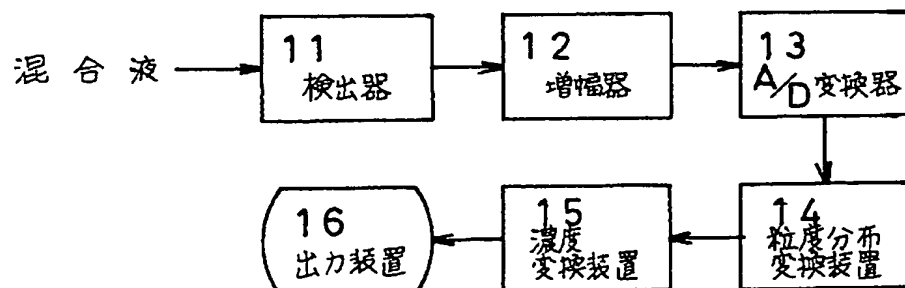 混合液
11
検出器
12
増幅器
13
A/D変換器
14
粒度分布
変換装置
15
濃度
変換装置
16
出力装置